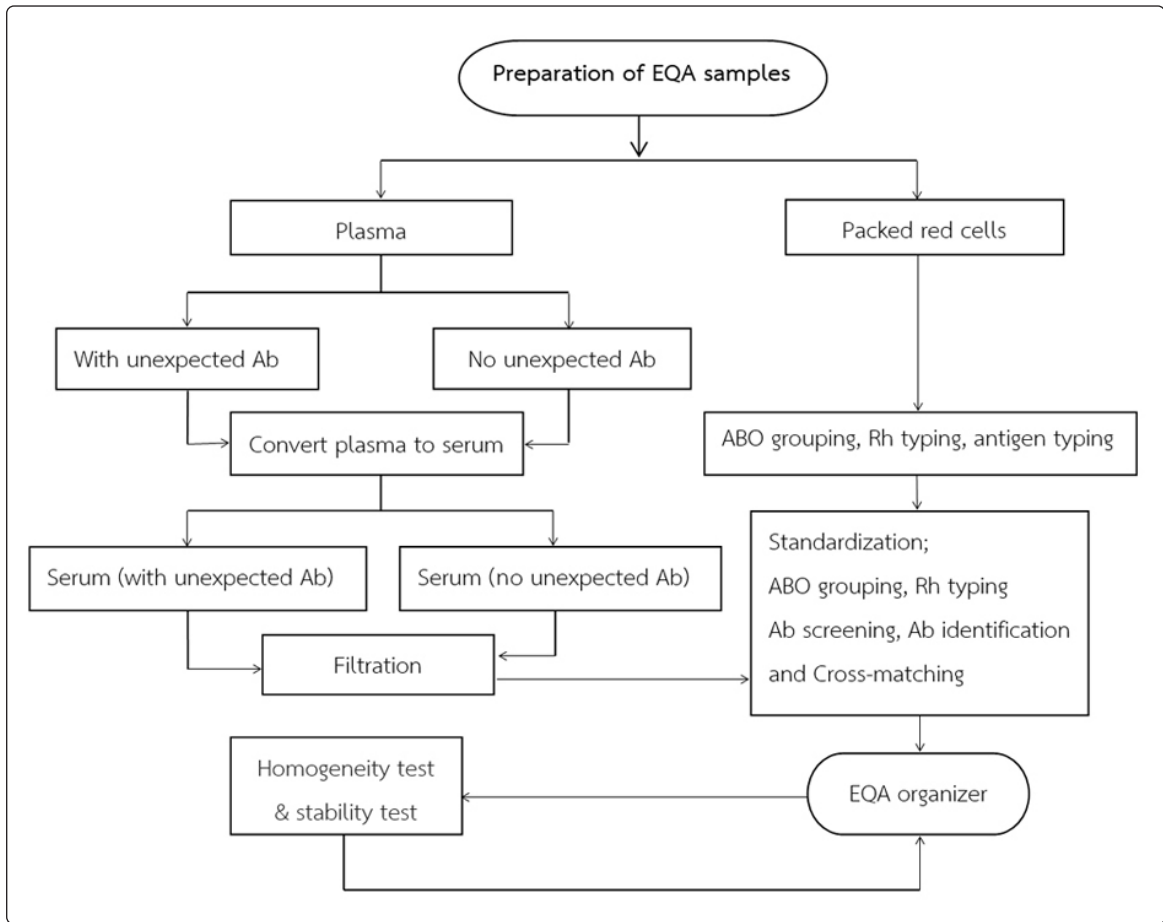 Preparation of EQA samples
Plasma
Packed red cells
With unexpected Ab
No unexpected Ab
Convert plasma to serum
ABO grouping, Rh typing, antigen typing
Serum (with unexpected Ab)
Serum (no unexpected Ab)
Filtration
Standardization;
ABO grouping, Rh typing
Ab screening, Ab identification
and Cross-matching
Homogeneity test
& stability test
EQA organizer